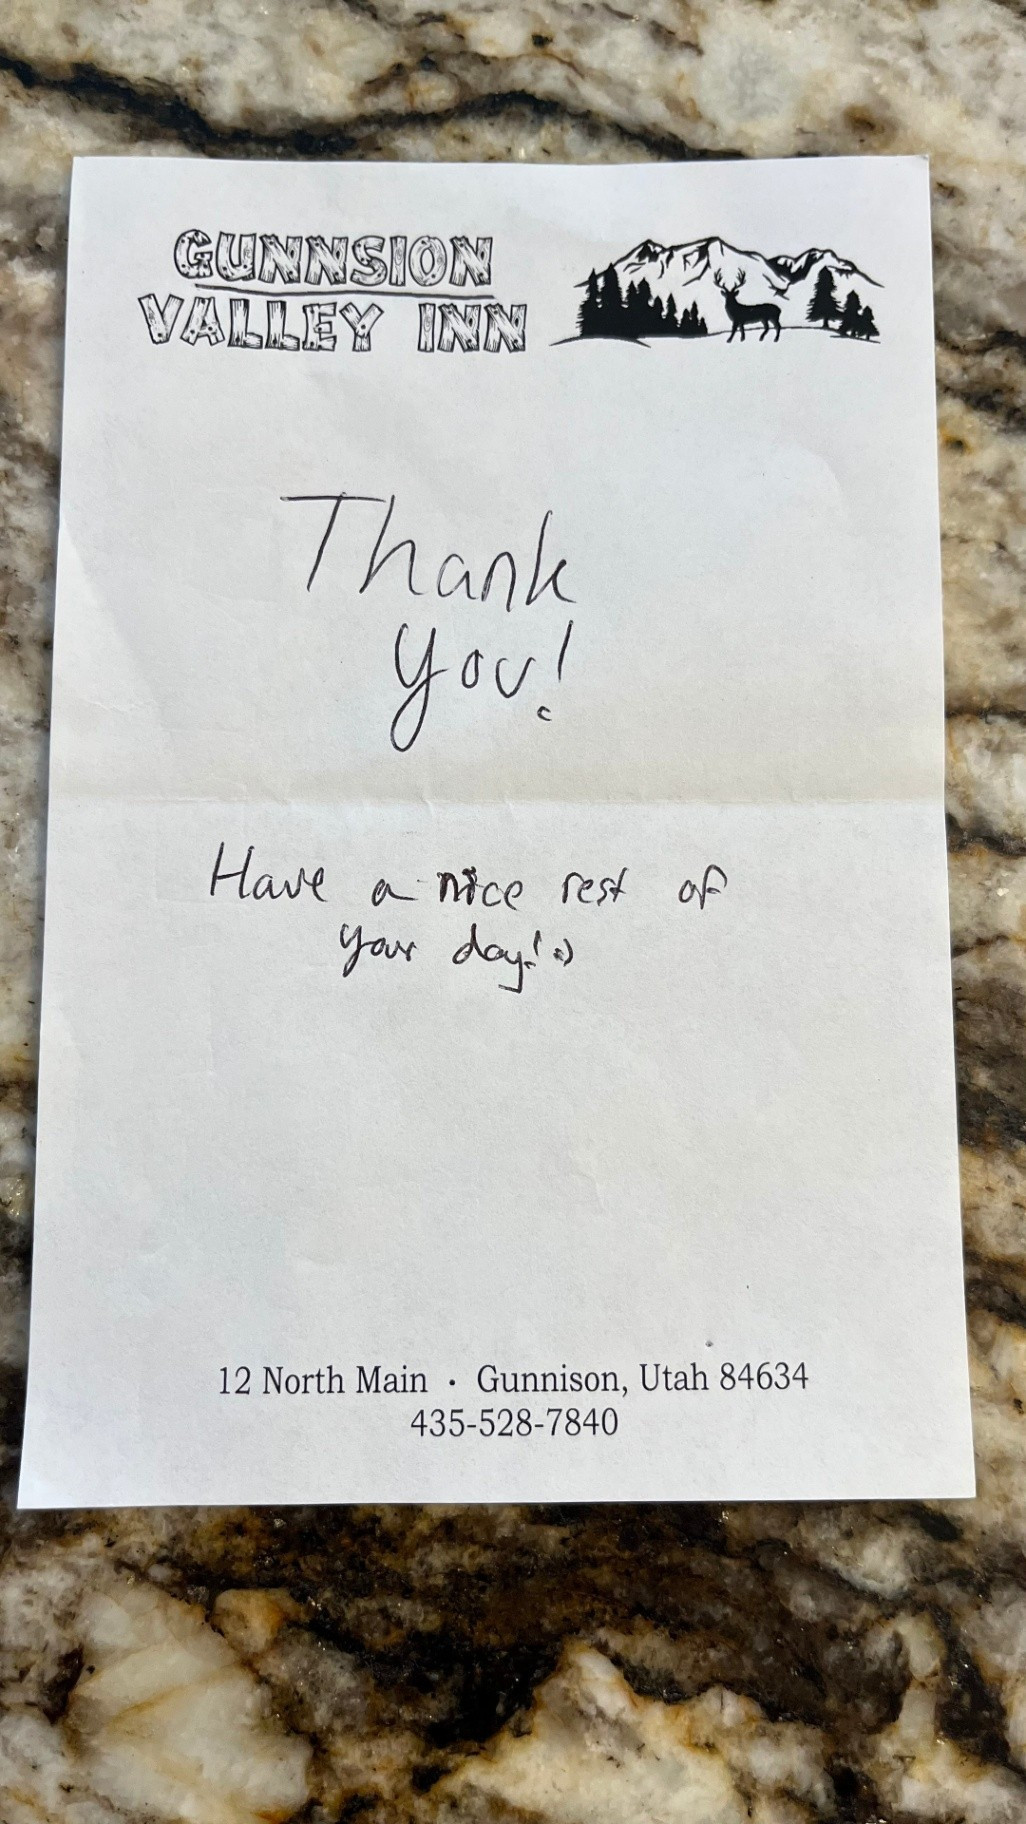 GUNNSION
VALLEY INN
Thank
you!
Have a nice rest of
your day! :)
12 North Main · Gunnison, Utah 84634
435-528-7840